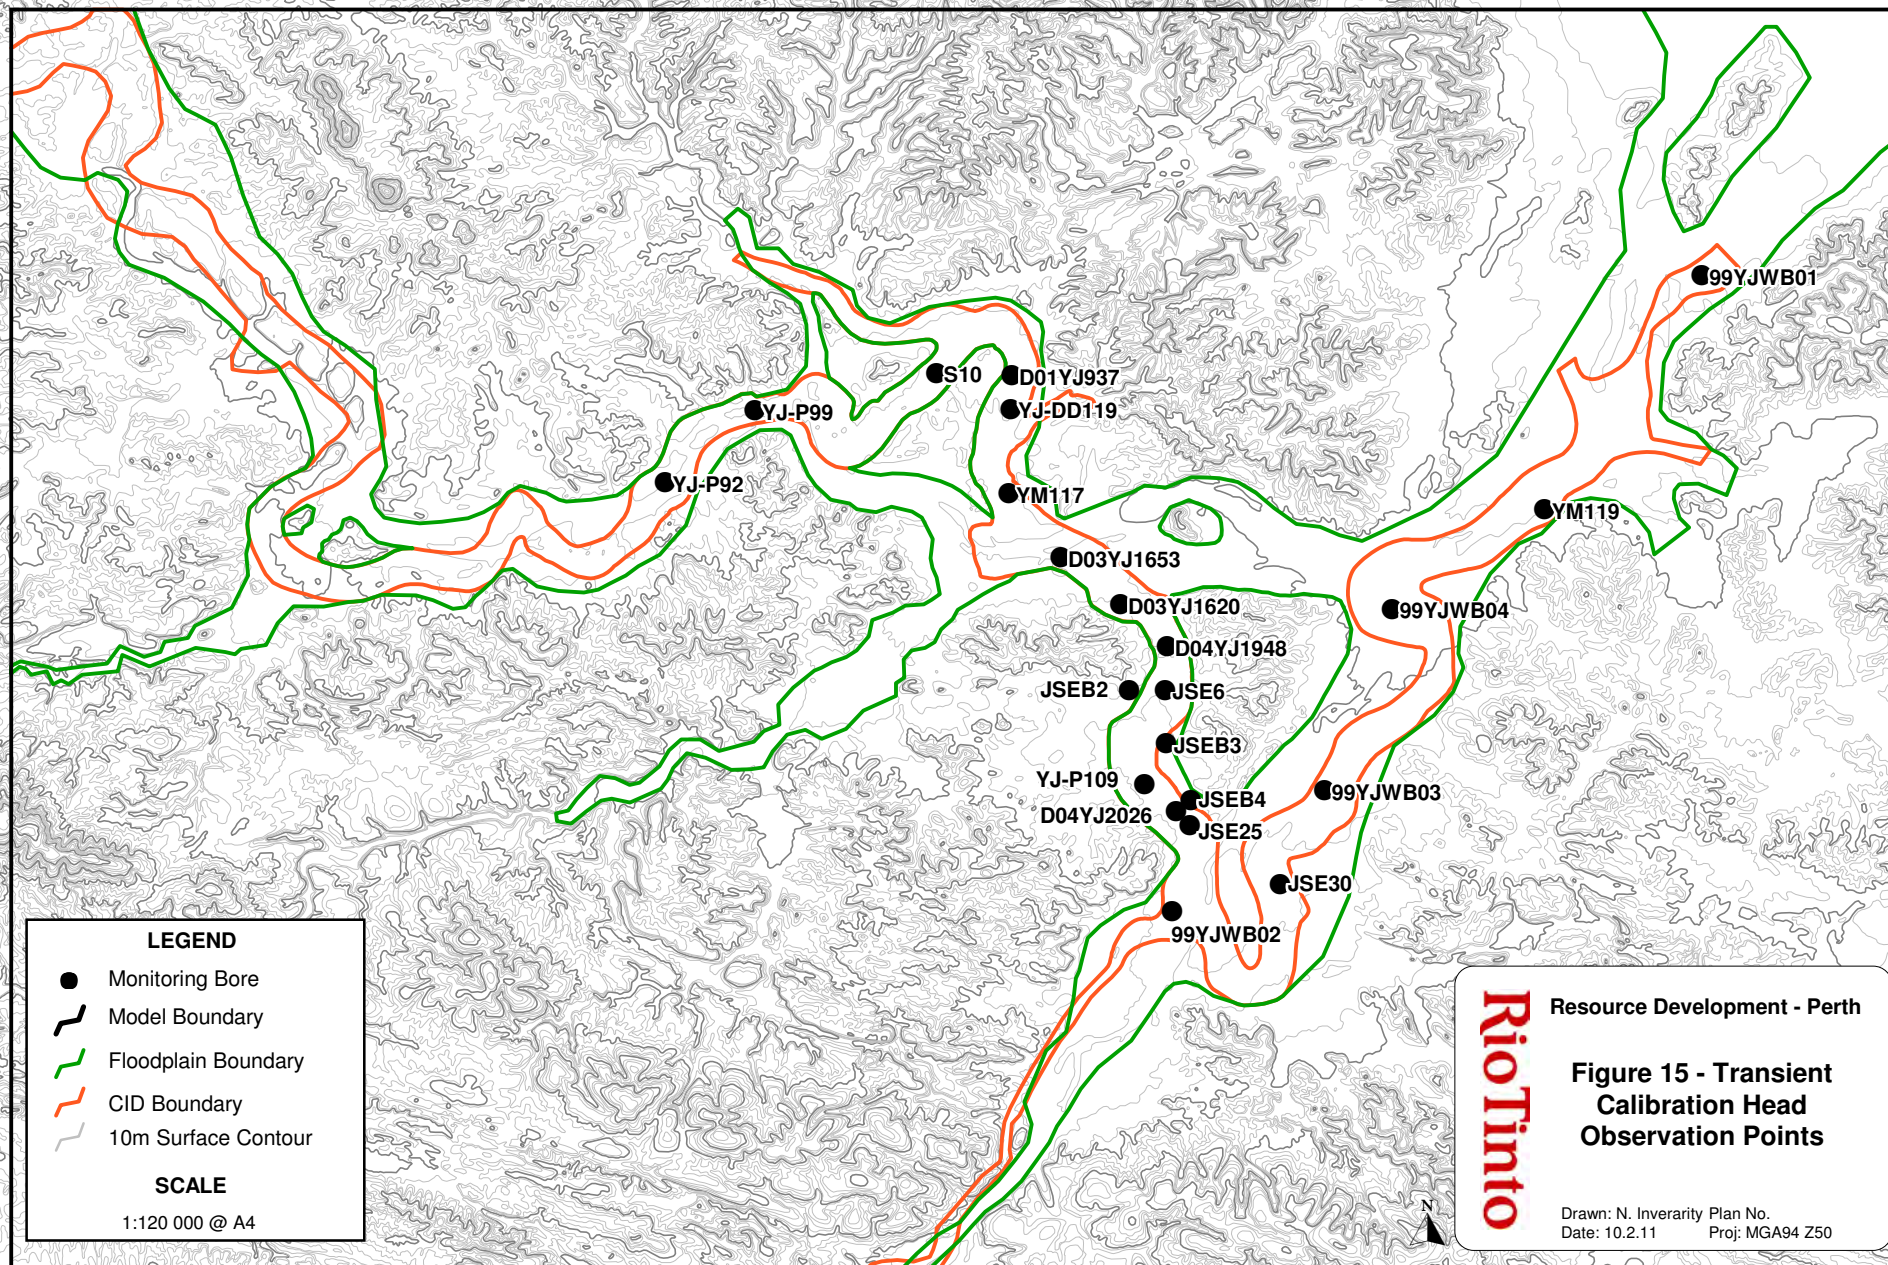 99YJWB01
S10
D01YJ937
YJ-P99
YJ-DD119
YJ-P92
YM117
YM119
D03YJ1653
D03YJ1620
99YJWB04
D04YJ1948
JSEB2
JSE6
JSEB3
YJ-P109
99YJWB03
JSEB4
D04YJ2026
JSE25
JSE30
99YJWB02
LEGEND
Monitoring Bore
Model Boundary
Floodplain Boundary
CID Boundary
10m Surface Contour
SCALE
1:120 000 @ A4
N
RioTinto
Resource Development - Perth
Figure 15 - Transient
Calibration Head
Observation Points
Drawn: N. Inverarity Plan No.
Date: 10.2.11 Proj: MGA94 Z50